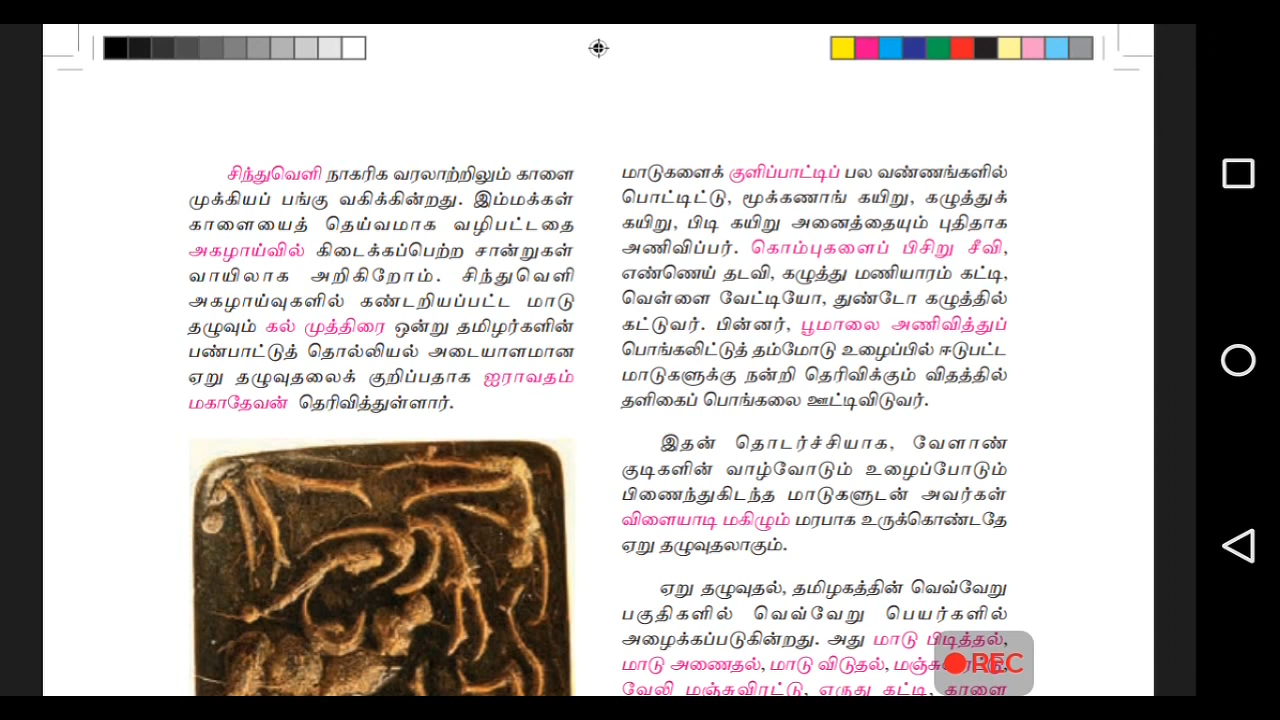 சிந்துவெளி நாகரிக வரலாற்றிலும் காளை
முக்கியப் பங்கு வகிக்கின்றது. இம்மக்கள்
காளையைத் தெய்வமாக வழிபட்டதை
அகழாய்வில் கிடைக்கப்பெற்ற சான்றுகள்
வாயிலாக அறிகிறோம். சிந்துவெளி
அகழாய்வுகளில் கண்டறியப்பட்ட மாடு
தழுவும் கல் முத்திரை ஒன்று தமிழர்களின்
பண்பாட்டுத் தொல்லியல் அடையாளமான
ஏறு தழுவுதலைக் குறிப்பதாக ஐராவதம்
மகாதேவன் தெரிவித்துள்ளார்.
மாடுகளைக் குளிப்பாட்டிப் பல வண்ணங்களில்
பொட்டிட்டு, மூக்கணாங் கயிறு, கழுத்துக்
கயிறு, பிடி கயிறு அனைத்தையும் புதிதாக
அணிவிப்பர். கொம்புகளைப் பிசிறு சீவி,
எண்ணெய் தடவி, கழுத்து மணியாரம் கட்டி,
வெள்ளை வேட்டியோ, துண்டோ கழுத்தில்
கட்டுவர். பின்னர், பூமாலை அணிவித்துப்
பொங்கலிட்டுத் தம்மோடு உழைப்பில் ஈடுபட்ட
மாடுகளுக்கு நன்றி தெரிவிக்கும் விதத்தில்
தளிகைப் பொங்கலை ஊட்டிவிடுவர்.
இதன் தொடர்ச்சியாக, வேளாண்
குடிகளின் வாழ்வோடும் உழைப்போடும்
பிணைந்துகிடந்த மாடுகளுடன் அவர்கள்
விளையாடி மகிழும் மரபாக உருக்கொண்டதே
ஏறு தழுவுதலாகும்.
ஏறு தழுவுதல், தமிழகத்தின் வெவ்வேறு
பகுதிகளில் வெவ்வேறு பெயர்களில்
அழைக்கப்படுகின்றது. அது மாடு பிடித்தல்,
மாடு அணைதல், மாடு விடுதல்,
வேலி மஞ்சுவிரட்டு, எருது கட்டி, காளை
REC